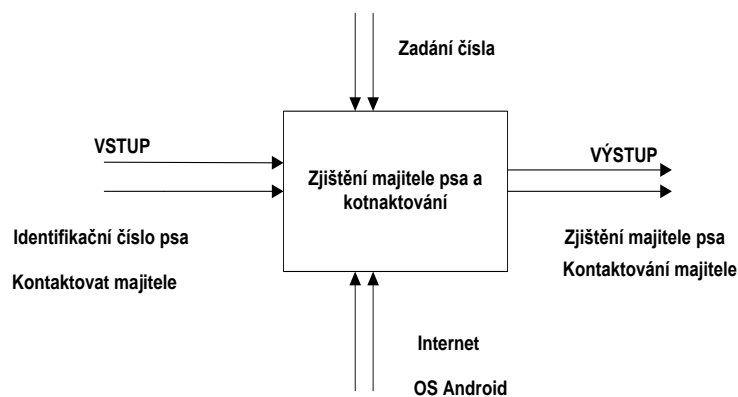 Zadání čísla
VSTUP
VÝSTUP
Zjištění majitele psa a
kotnaktování
Identifikační číslo psa
Kontaktovat majitele
Zjištění majitele psa
Kontaktování majitele
Internet
OS Android